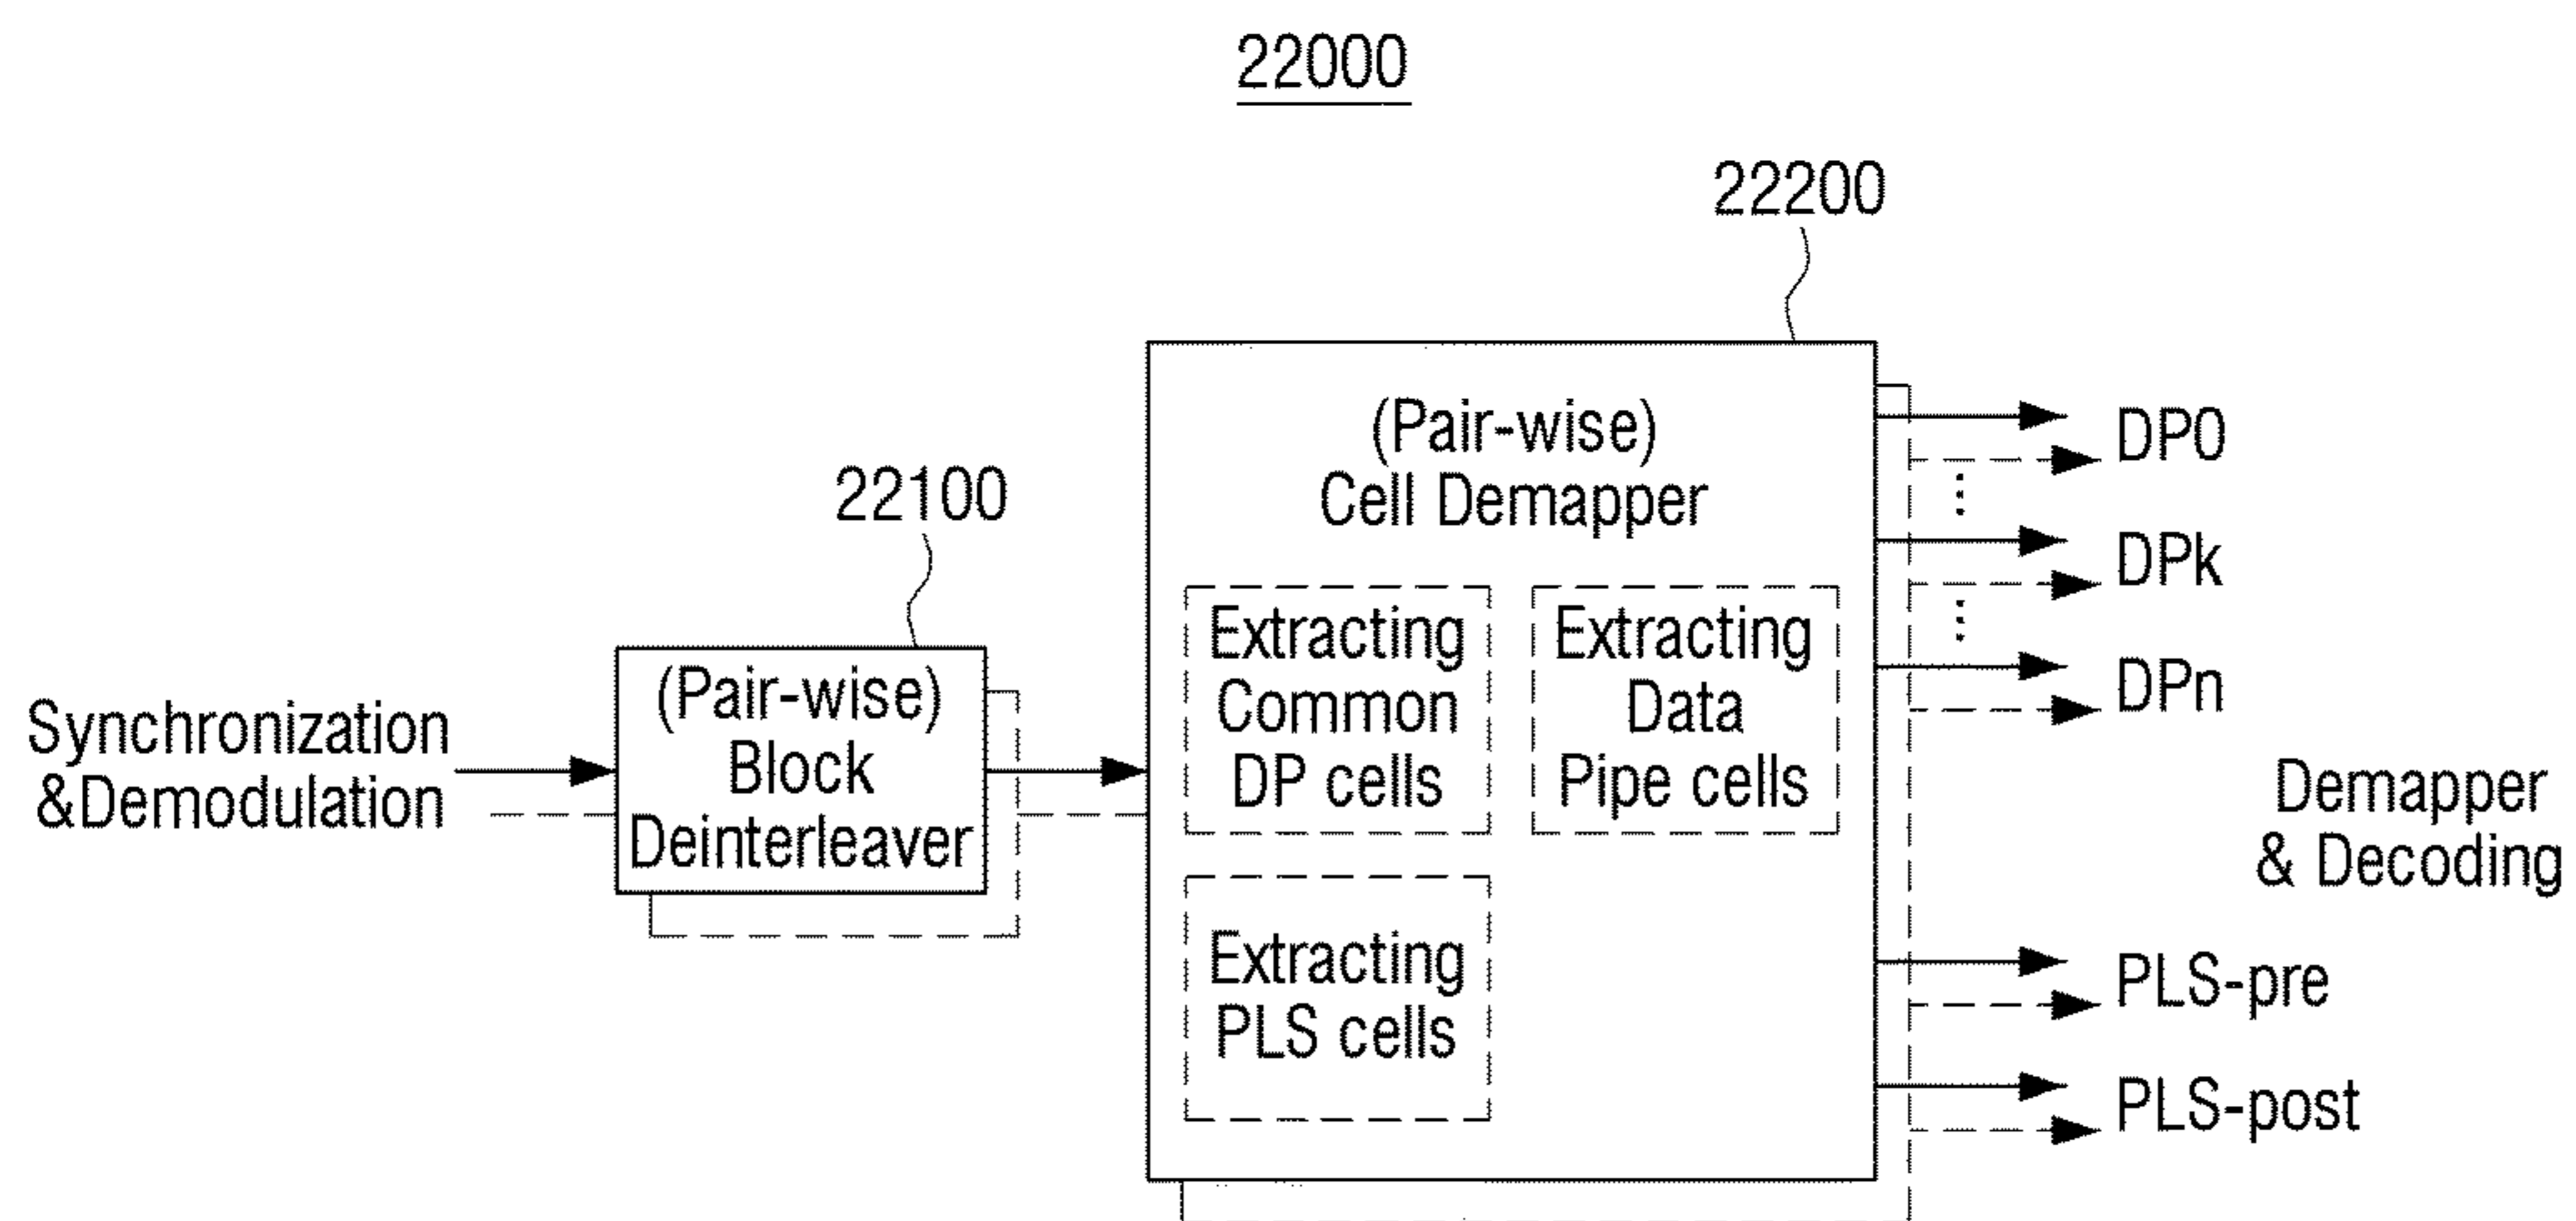 22000
22200
22100
Synchronization
&Demodulation
(Pair-wise)
Block
Deinterleaver
(Pair-wise)
Cell Demapper
Extracting
Common
DP cells
Extracting
Data
Pipe cells
Extracting
PLS cells
DP0
DPk
DPn
Demapper
& Decoding
PLS-pre
PLS-post